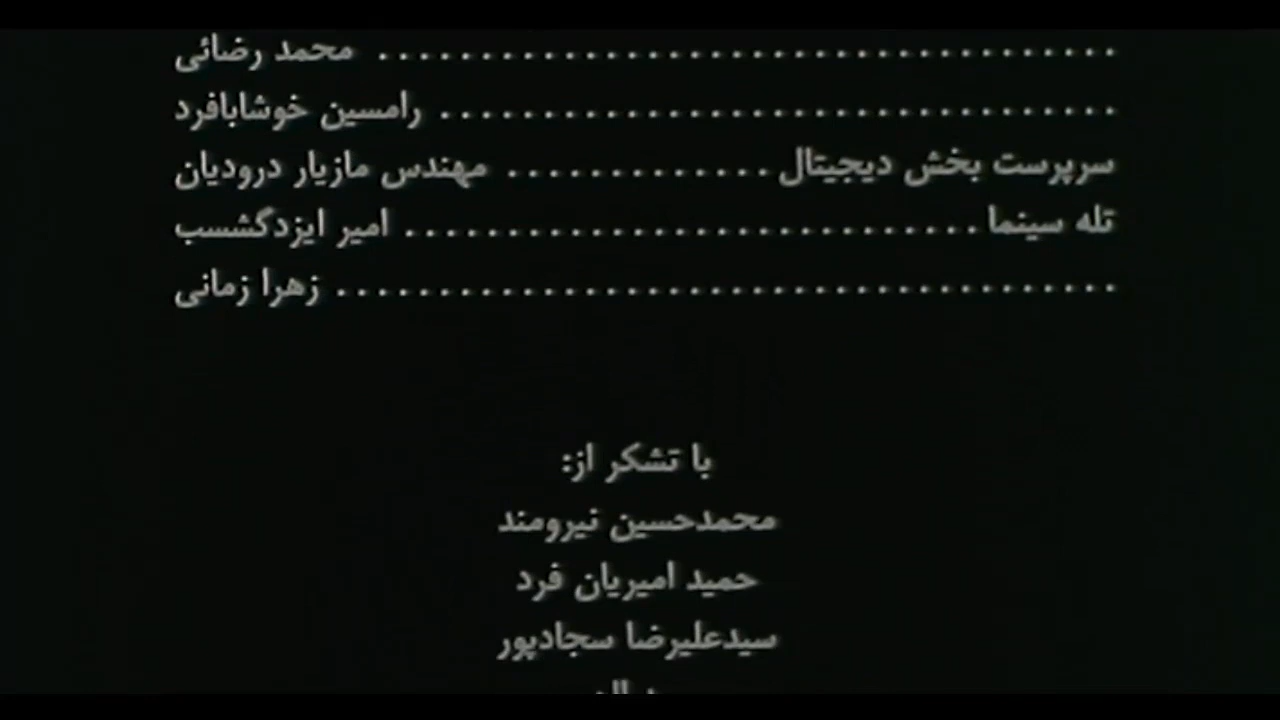 ................................ محمد رضائی
................................ رامسین خوشابافرد
سرپرست بخش دیجیتال ............. مهندس مازیار درودیان
تله سینما ............................ امیر ایزدگشسب
...................................... زهرا زمانی
با تشکر از:
محمدحسین نیرومند
حمید امیریان فرد
سیدعلیرضا سجادپور